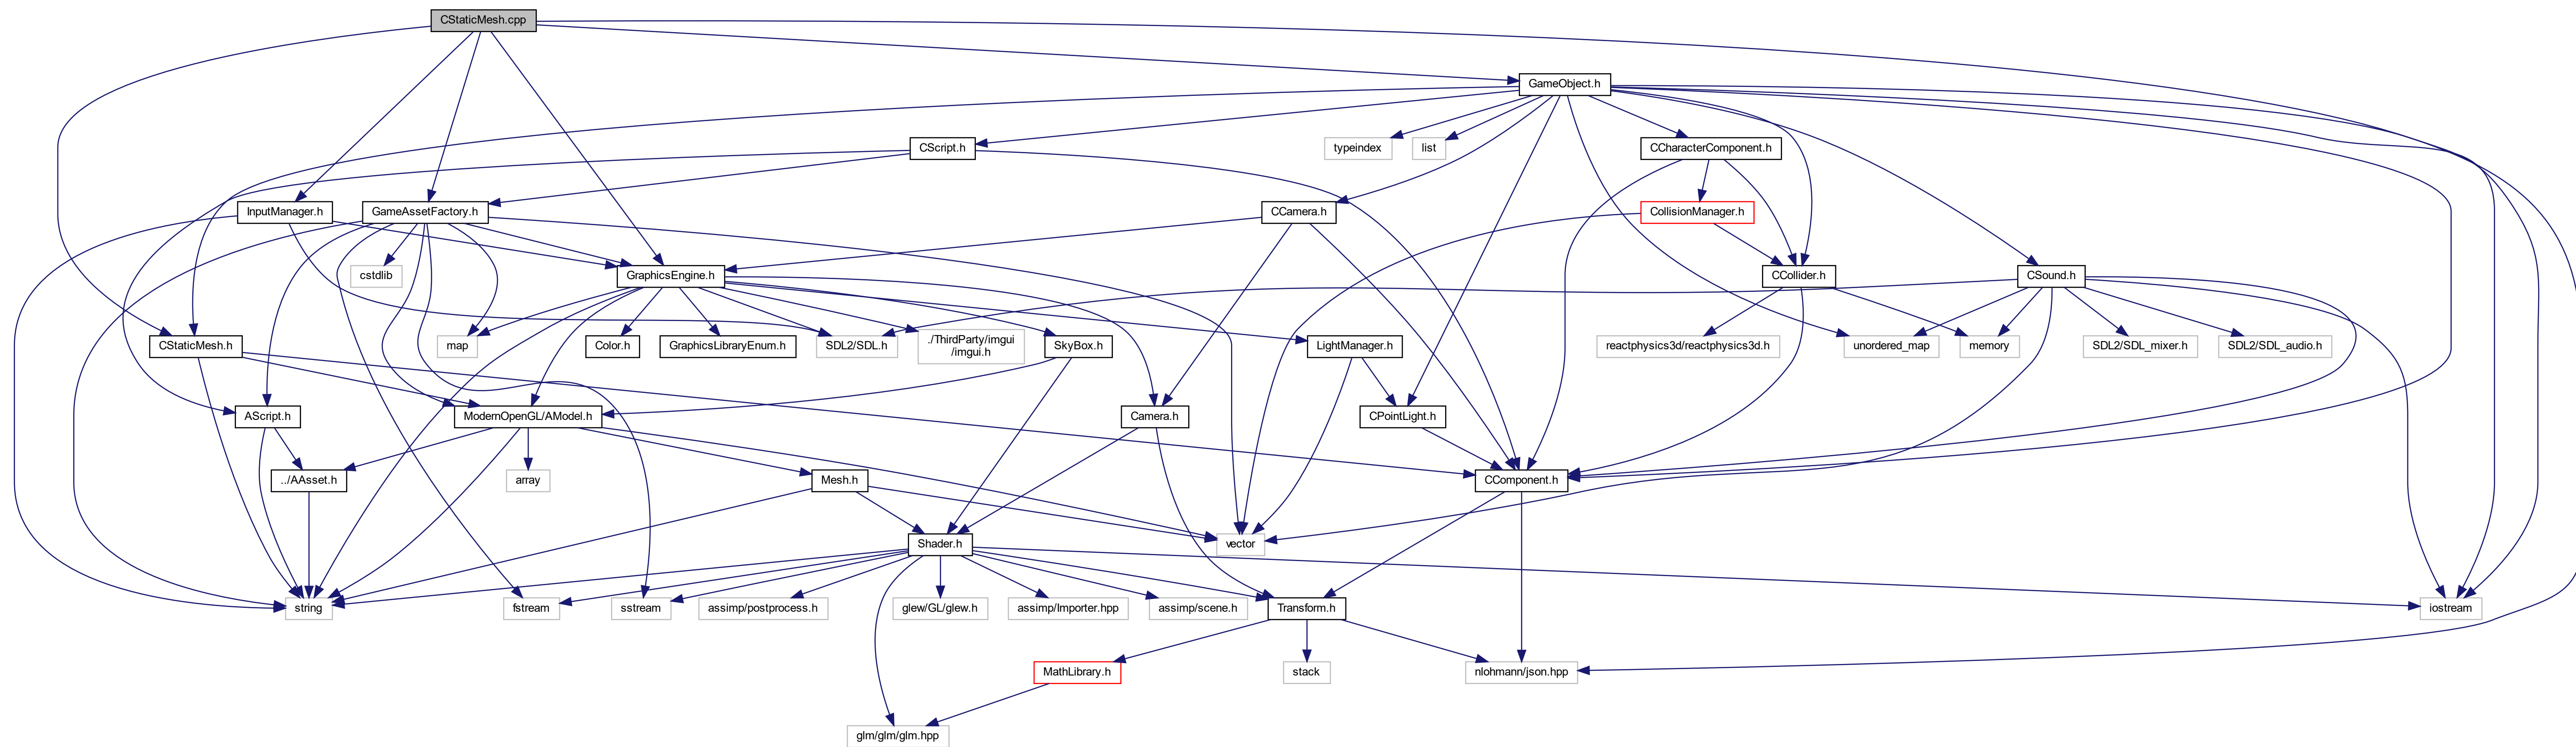 CStaticMesh.cpp
GameObject.h
CScript.h
typeindex
list
CCharacterComponent.h
InputManager.h
GameAssetFactory.h
CCamera.h
CollisionManager.h
cstdlib
GraphicsEngine.h
CCollider.h
CSound.h
CStaticMesh.h
map
Color.h
GraphicsLibraryEnum.h
SDL2/SDL.h
./ThirdParty/imgui
/imgui.h
SkyBox.h
LightManager.h
reactphysics3d/reactphysics3d.h
unordered_map
memory
SDL2/SDL_mixer.h
SDL2/SDL_audio.h
AScript.h
ModernOpenGL/AModel.h
Camera.h
CPointLight.h
../AAsset.h
array
Mesh.h
CComponent.h
Shader.h
vector
string
fstream
sstream
assimp/postprocess.h
glew/GL/glew.h
assimp/Importer.hpp
assimp/scene.h
Transform.h
iostream
MathLibrary.h
stack
nlohmann/json.hpp
glm/glm/glm.hpp